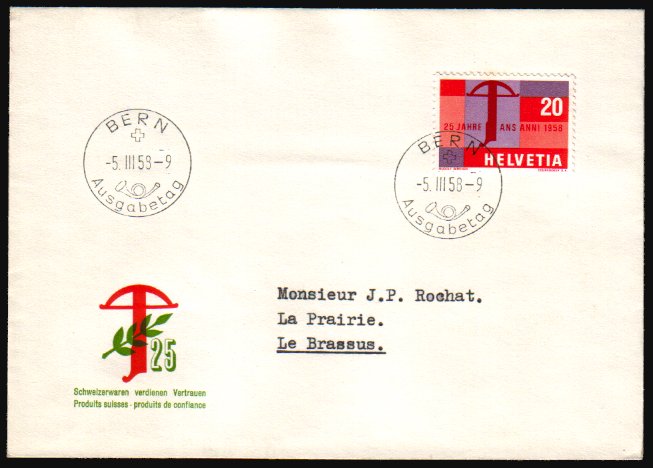 BERN
-5.III 58-9
Ausgabetag
20
25 JAHRE ANS ANNI 1958
HELVETIA
BERN
-5.III 58-9
Ausgabetag
Monsieur J.P. Rochat.
La Prairie.
Le Brassus.
25
Schweizerwaren verdienen Vertrauen
Produits suisses - produits de confiance